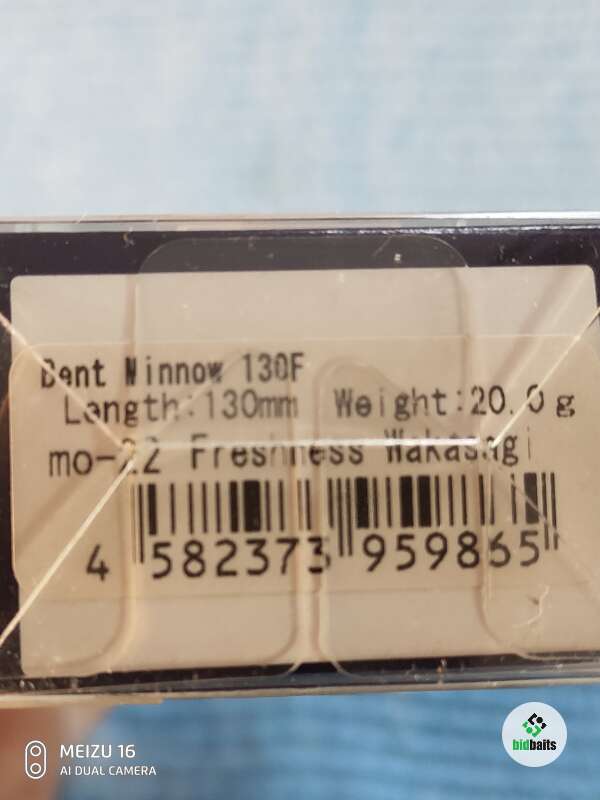 Bent Minnow 130F
Length:130mm Weight:20.0g
mo-22 Freshness Wakasagi
4 582373 959865
bidbaits
MEIZU 16
AI DUAL CAMERA